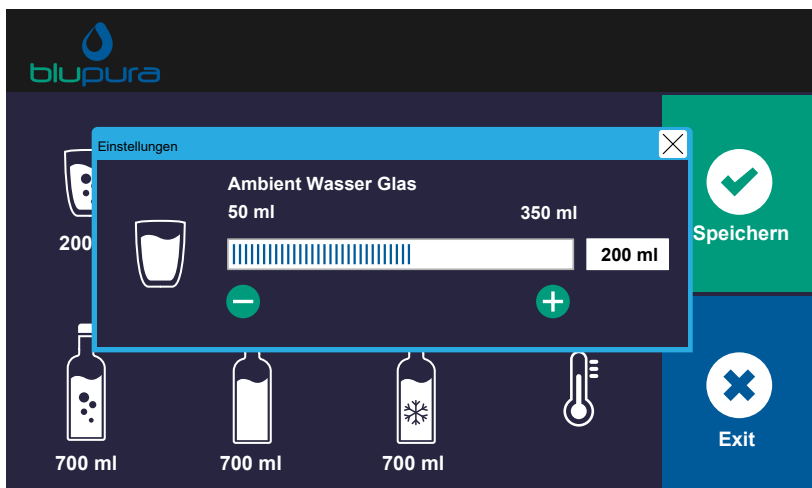 blupura
Einstellungen
Ambient Wasser Glas
50 ml
350 ml
200 ml
200
Speichern
700 ml
700 ml
700 ml
Exit